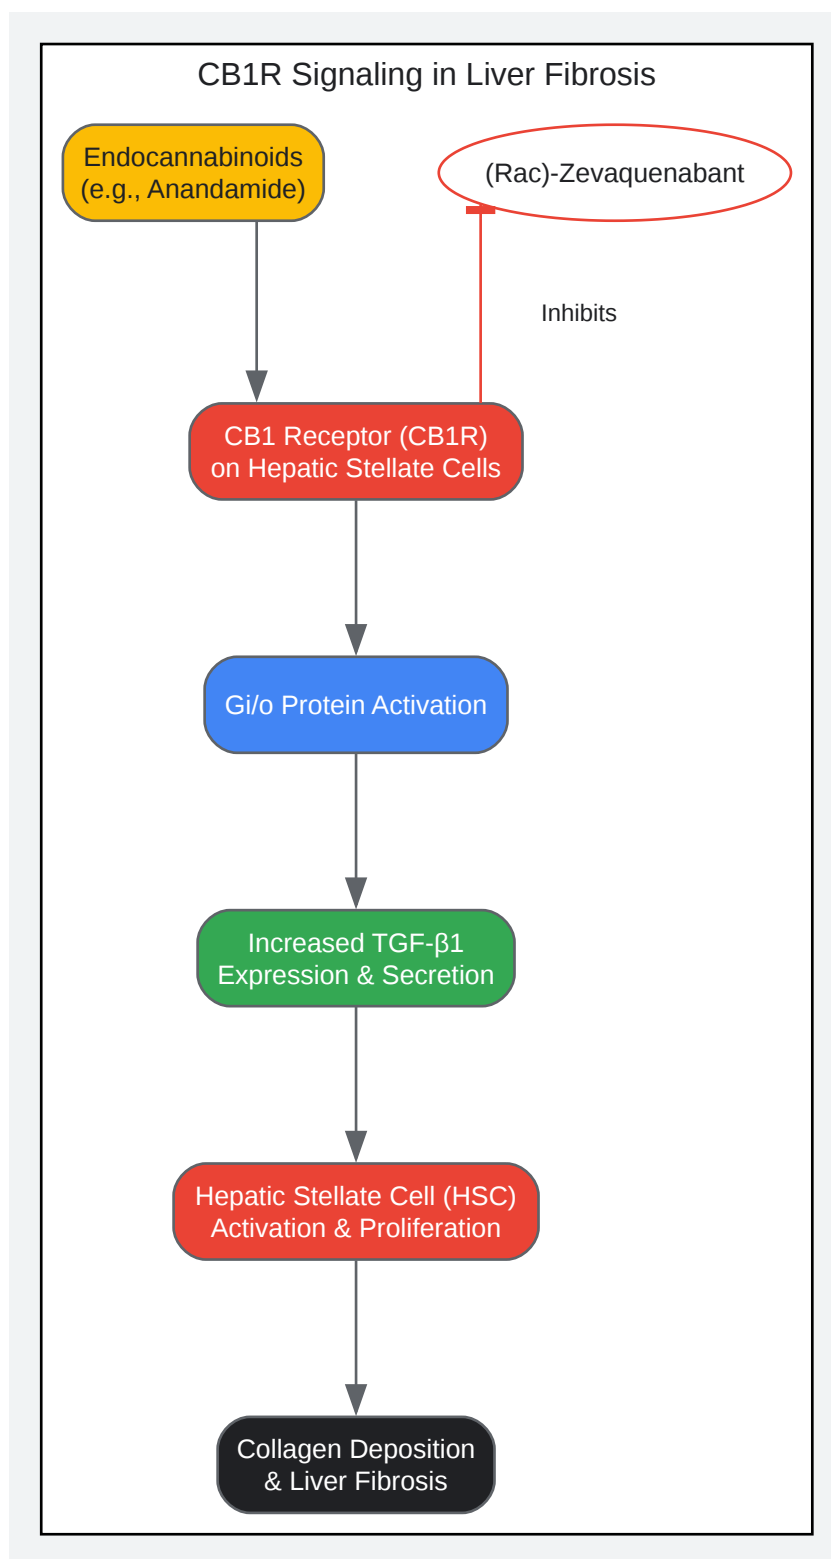 CB1R Signaling in Liver Fibrosis
Endocannabinoids
(e.g., Anandamide)
(Rac)-Zevaquenabant
Inhibits
CB1 Receptor (CB1R)
on Hepatic Stellate Cells
Gi/o Protein Activation
Increased TGF-β1
Expression & Secretion
Hepatic Stellate Cell (HSC)
Activation & Proliferation
Collagen Deposition
& Liver Fibrosis